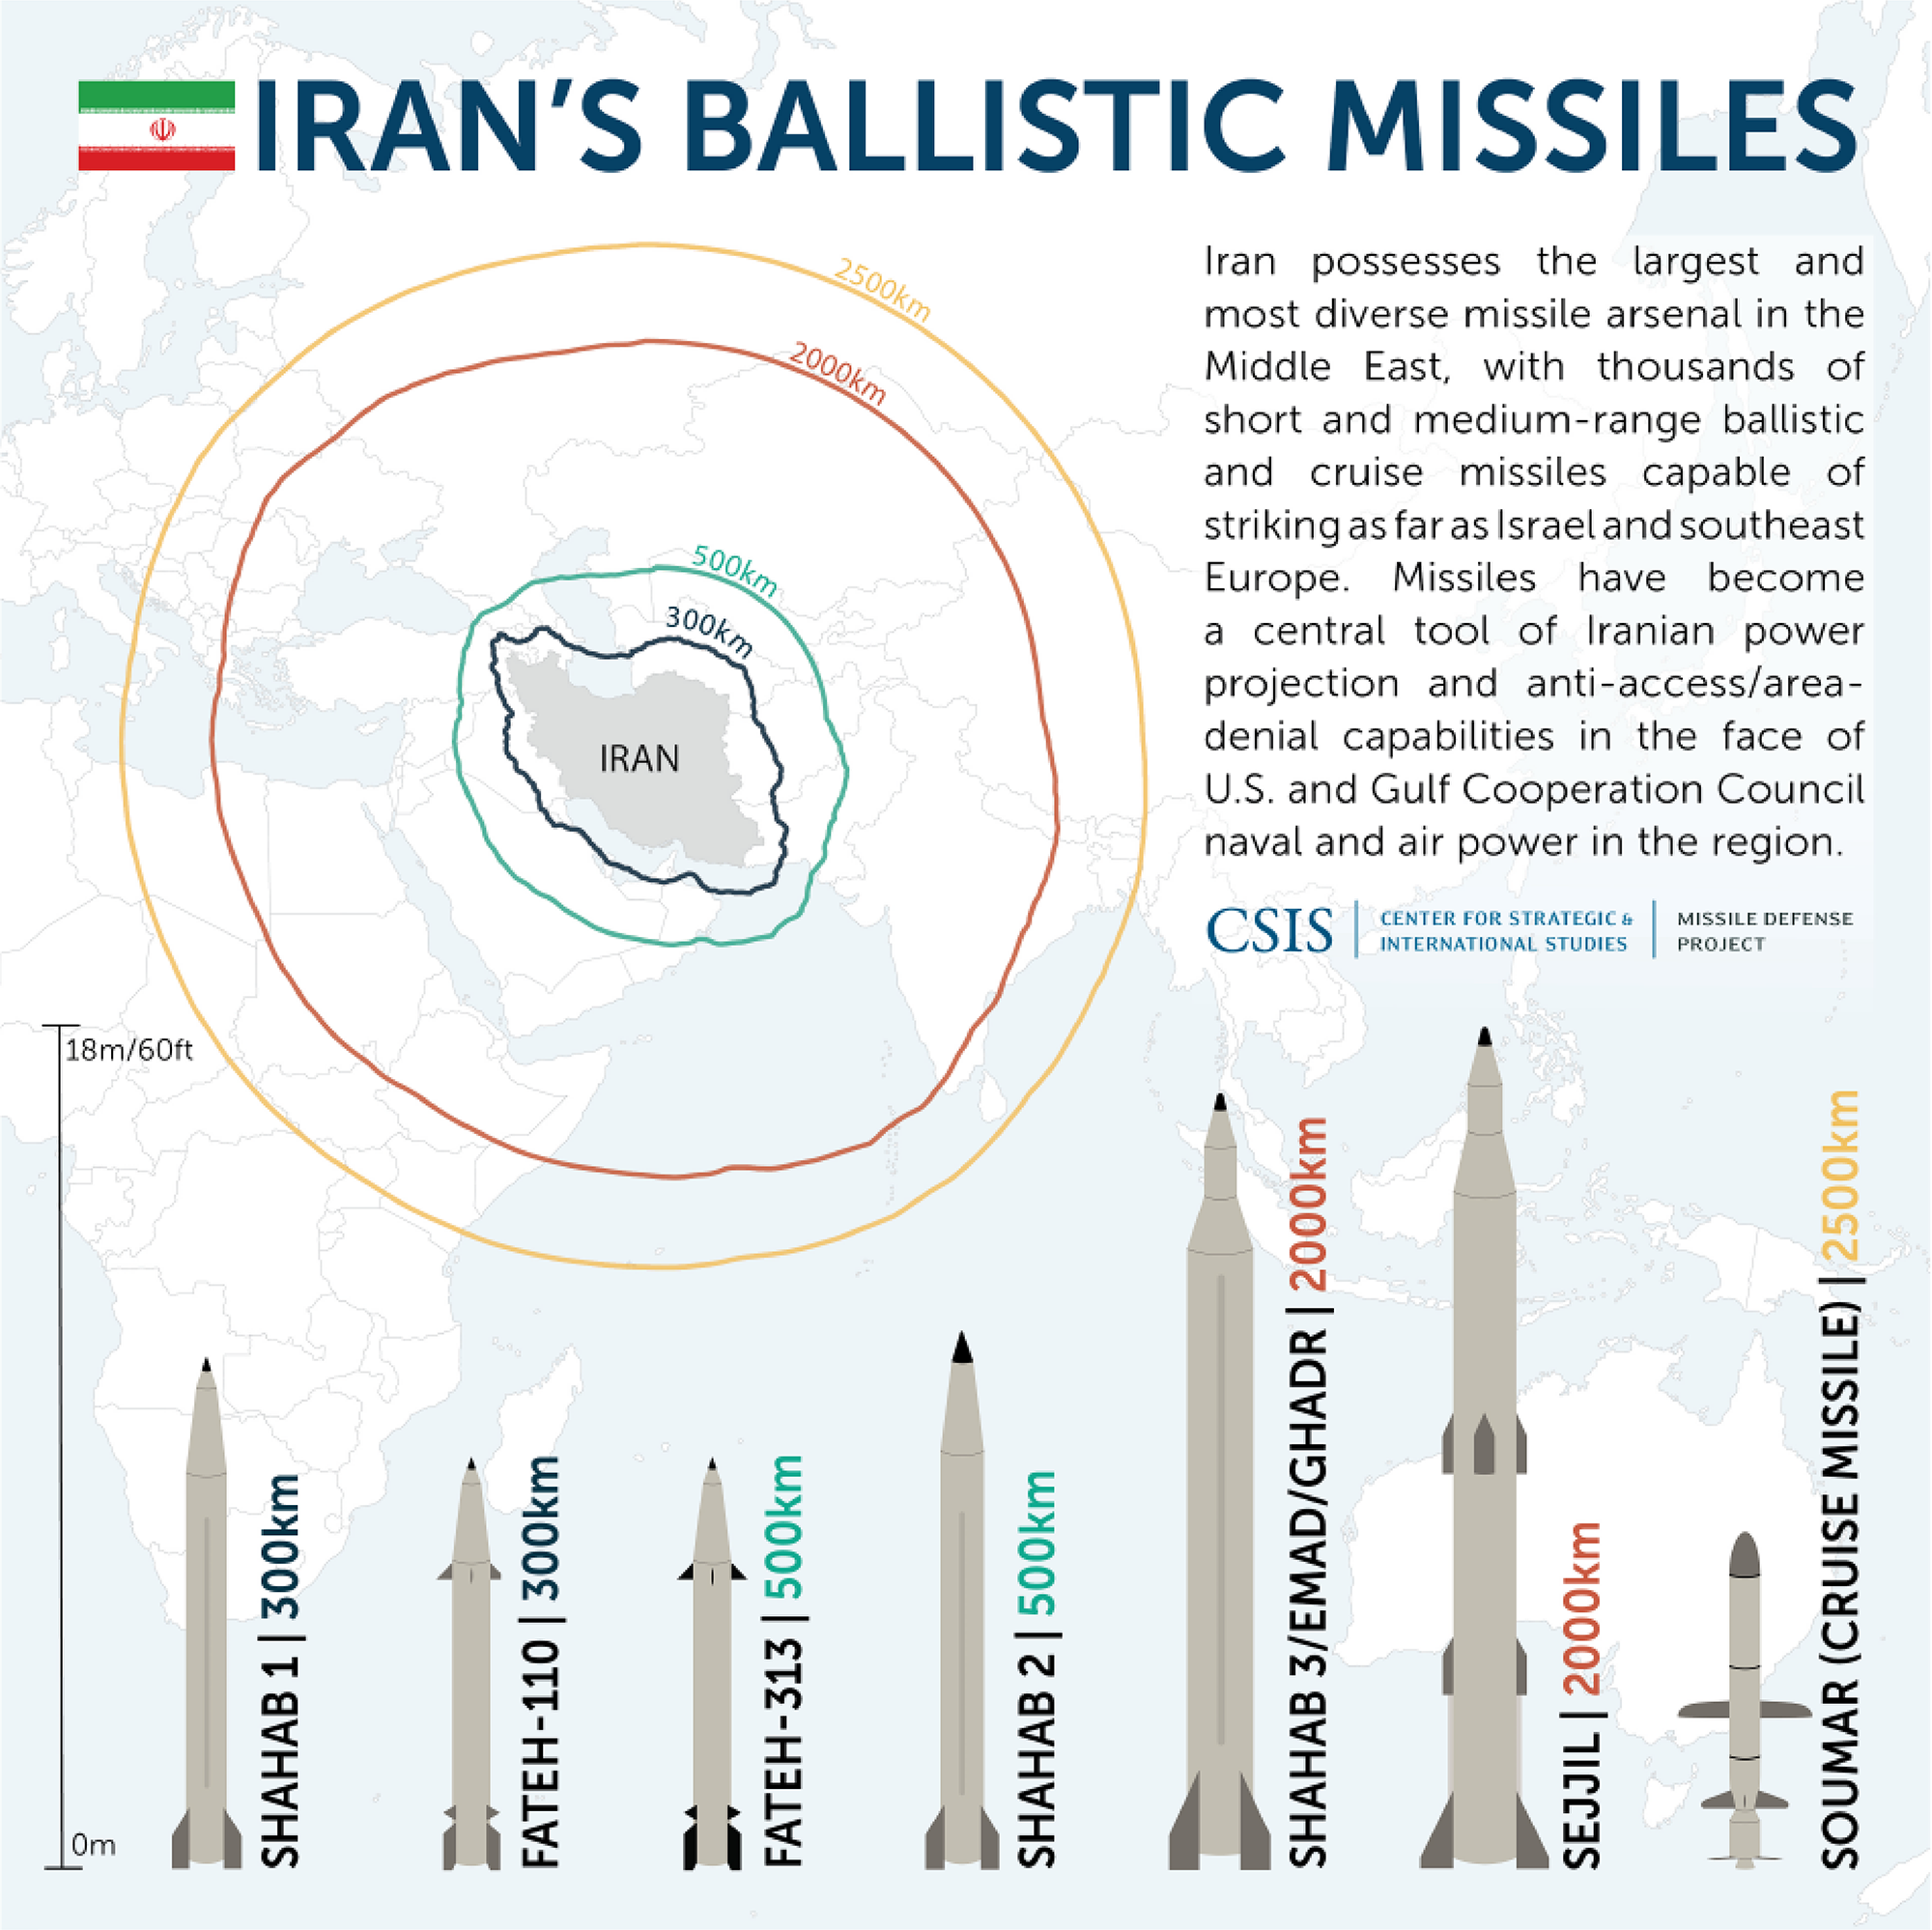 IRAN'S BALLISTIC MISSILES
2500km
2000km
500km
300km
IRAN
Iran possesses the largest and
most diverse missile arsenal in the
Middle East, with thousands of
short and medium-range ballistic
and cruise missiles capable of
striking as far as Israel and southeast
Europe. Missiles have become
a central tool of Iranian power
projection and anti-access/area-
denial capabilities in the face of
U.S. and Gulf Cooperation Council
naval and air power in the region.
CSIS | CENTER FOR STRATEGIC &
INTERNATIONAL STUDIES
MISSILE DEFENSE
PROJECT
18m/60ft
0m
SHAHAB 1 | 300km
FATEH-110 | 300km
FATEH-313 | 500km
SHAHAB 2 | 500km
SHAHAB 3/EMAD/GHADR | 2000km
SEJJIL | 2000km
SOUMAR (CRUISE MISSILE) | 2500km